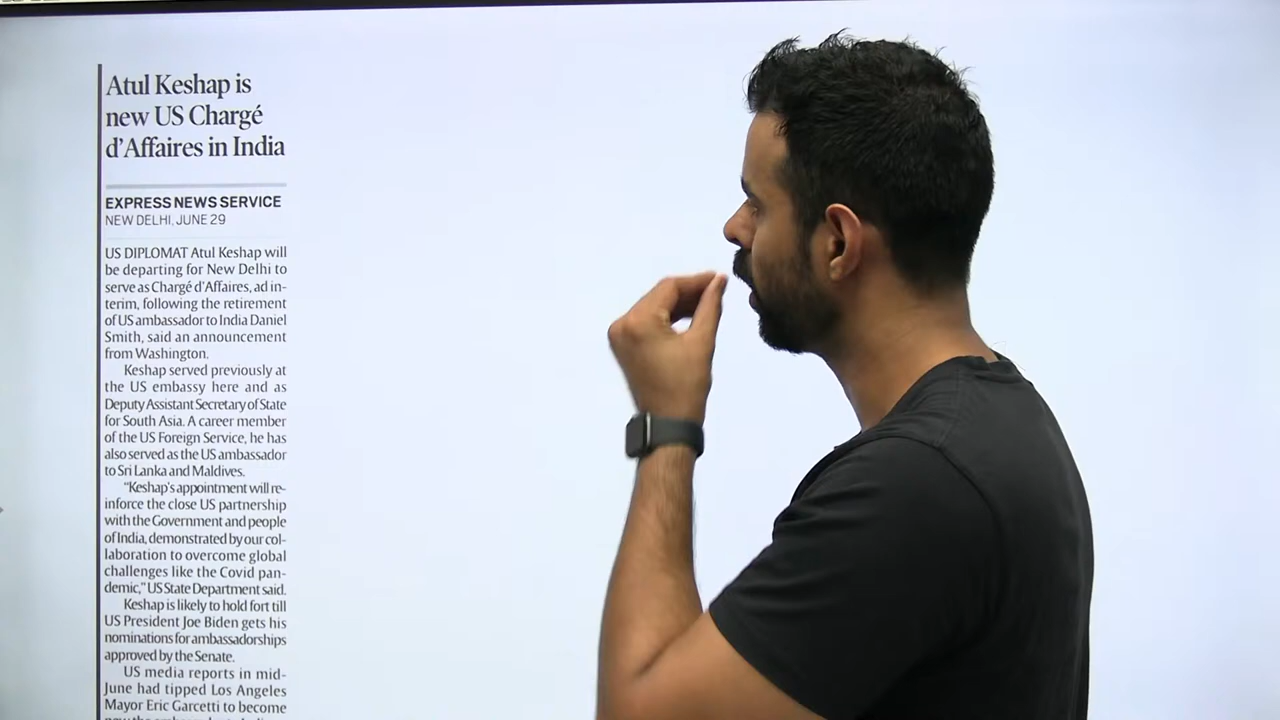 Atul Keshap is
new US Chargé
d'Affaires in India
EXPRESS NEWS SERVICE
NEW DELHI, JUNE 29
US DIPLOMAT Atul Keshap will
be departing for New Delhi to
serve as Chargé d'Affaires, ad in-
terim, following the retirement
of US ambassador to India Daniel
Smith, said an announcement
from Washington.
Keshap served previously at
the US embassy here and as
Deputy Assistant Secretary of State
for South Asia. A career member
of the US Foreign Service, he has
also served as the US ambassador
to Sri Lanka and Maldives.
"Keshap's appointment will re-
inforce the close US partnership
with the Government and people
of India, demonstrated by our col-
laboration to overcome global
challenges like the Covid pan-
demic," US State Department said.
Keshap is likely to hold fort till
US President Joe Biden gets his
nominations for ambassadorships
approved by the Senate.
US media reports in mid-
June had tipped Los Angeles
Mayor Eric Garcetti to become